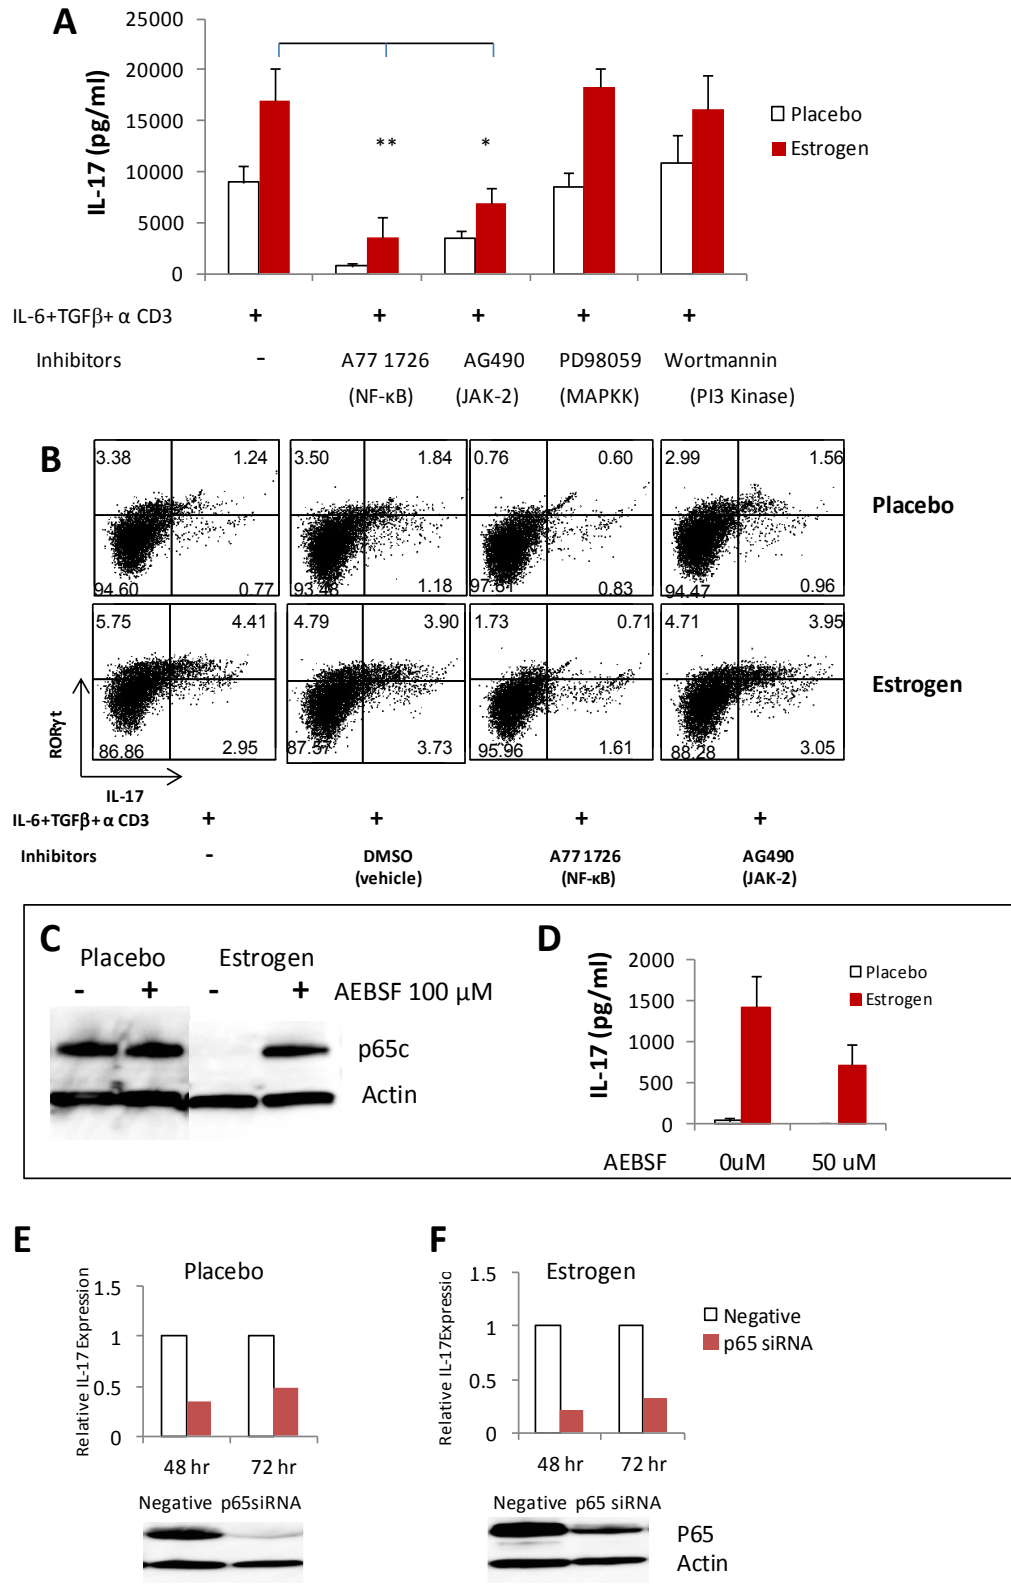 A
25000
20000
15000
10000
5000
0
IL-17 (pg/ml)
** *
Placebo
Estrogen
IL-6+TGFβ+ α CD3 + + + + +
Inhibitors - A77 1726 AG490 PD98059 Wortmannin
(NF-κB) (JAK-2) (MAPKK) (PI3 Kinase)
B
3.38 1.24 3.50 1.84 0.76 0.60 2.99 1.56
Placebo
94.60 0.77 93.48 1.18 97.81 0.83 94.47 0.96
5.75 4.41 4.79 3.90 1.73 0.71 4.71 3.95
Estrogen
86.86 2.95 87.57 3.73 95.96 1.61 88.28 3.05
RORγt
IL-17
IL-6+TGFβ+ α CD3 + + + +
Inhibitors - DMSO A77 1726 AG490
(vehicle) (NF-κB) (JAK-2)
C
Placebo Estrogen
- + - + AEBSF 100 μM
p65c
Actin
D
2000
1500
1000
500
0
IL-17 (pg/ml)
Placebo
Estrogen
AEBSF 0uM 50 uM
E
Placebo
1.5
1
0.5
0
Relative IL-17 Expression
48 hr 72 hr
Negative p65siRNA
F
Estrogen
1.5
1
0.5
0
Relative IL-17Expressio
Negative
p65 siRNA
48 hr 72 hr
Negative p65 siRNA
P65
Actin